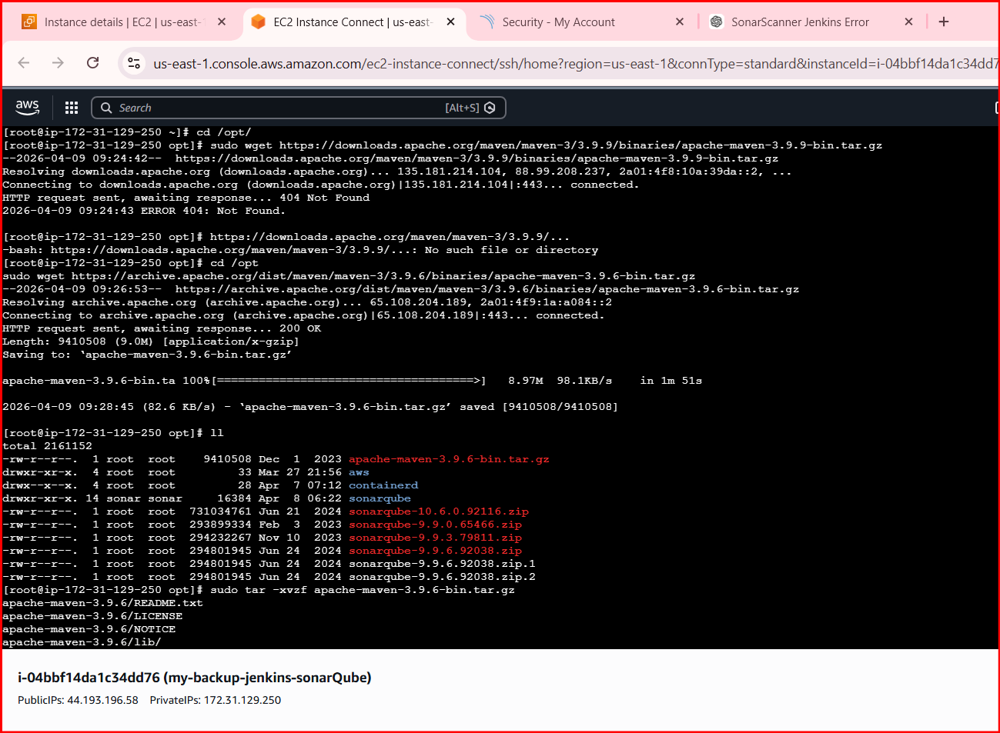 Instance details | EC2 | us-east-1
EC2 Instance Connect | us-east-
Security - My Account
SonarScanner Jenkins Error
us-east-1.console.aws.amazon.com/ec2-instance-connect/ssh/home?region=us-east-1&connType=standard&instanceId=i-04bbf14da1c34dd7
aws
Search
[Alt+S]
[root@ip-172-31-129-250 ~]# cd /opt/
[root@ip-172-31-129-250 opt]# sudo wget https://downloads.apache.org/maven/maven-3/3.9.9/binaries/apache-maven-3.9.9-bin.tar.gz
--2026-04-09 09:24:42--  https://downloads.apache.org/maven/maven-3/3.9.9/binaries/apache-maven-3.9.9-bin.tar.gz
Resolving downloads.apache.org (downloads.apache.org)... 135.181.214.104, 88.99.208.237, 2a01:4f8:10a:39da::2, ...
Connecting to downloads.apache.org (downloads.apache.org)|135.181.214.104|:443... connected.
HTTP request sent, awaiting response... 404 Not Found
2026-04-09 09:24:43 ERROR 404: Not Found.
[root@ip-172-31-129-250 opt]# https://downloads.apache.org/maven/maven-3/3.9.9/...
-bash: https://downloads.apache.org/maven/maven-3/3.9.9/...: No such file or directory
[root@ip-172-31-129-250 opt]# cd /opt
sudo wget https://archive.apache.org/dist/maven/maven-3/3.9.6/binaries/apache-maven-3.9.6-bin.tar.gz
--2026-04-09 09:26:53--  https://archive.apache.org/dist/maven/maven-3/3.9.6/binaries/apache-maven-3.9.6-bin.tar.gz
Resolving archive.apache.org (archive.apache.org)... 65.108.204.189, 2a01:4f9:1a:a084::2
Connecting to archive.apache.org (archive.apache.org)|65.108.204.189|:443... connected.
HTTP request sent, awaiting response... 200 OK
Length: 9410508 (9.0M) [application/x-gzip]
Saving to: ‘apache-maven-3.9.6-bin.tar.gz’
apache-maven-3.9.6-bin.ta 100%[=====================================>]   8.97M  98.1KB/s    in 1m 51s
2026-04-09 09:28:45 (82.6 KB/s) - ‘apache-maven-3.9.6-bin.tar.gz’ saved [9410508/9410508]
[root@ip-172-31-129-250 opt]# ll
total 2161152
-rw-r--r--.  1 root  root    9410508 Dec  1  2023 apache-maven-3.9.6-bin.tar.gz
drwxr-xr-x.  4 root  root         33 Mar 27 21:56 aws
drwx--x--x.  4 root  root         28 Apr  7 07:12 containerd
drwxr-xr-x. 14 sonar sonar     16384 Apr  8 06:22 sonarqube
-rw-r--r--.  1 root  root  731034761 Jun 21  2024 sonarqube-10.6.0.92116.zip
-rw-r--r--.  1 root  root  293899334 Feb  3  2023 sonarqube-9.9.0.65466.zip
-rw-r--r--.  1 root  root  294232267 Nov 10  2023 sonarqube-9.9.3.79811.zip
-rw-r--r--.  1 root  root  294801945 Jun 24  2024 sonarqube-9.9.6.92038.zip
-rw-r--r--.  1 root  root  294801945 Jun 24  2024 sonarqube-9.9.6.92038.zip.1
-rw-r--r--.  1 root  root  294801945 Jun 24  2024 sonarqube-9.9.6.92038.zip.2
[root@ip-172-31-129-250 opt]# sudo tar -xvzf apache-maven-3.9.6-bin.tar.gz
apache-maven-3.9.6/README.txt
apache-maven-3.9.6/LICENSE
apache-maven-3.9.6/NOTICE
apache-maven-3.9.6/lib/
i-04bbf14da1c34dd76 (my-backup-jenkins-sonarQube)
PublicIPs: 44.193.196.58    PrivateIPs: 172.31.129.250